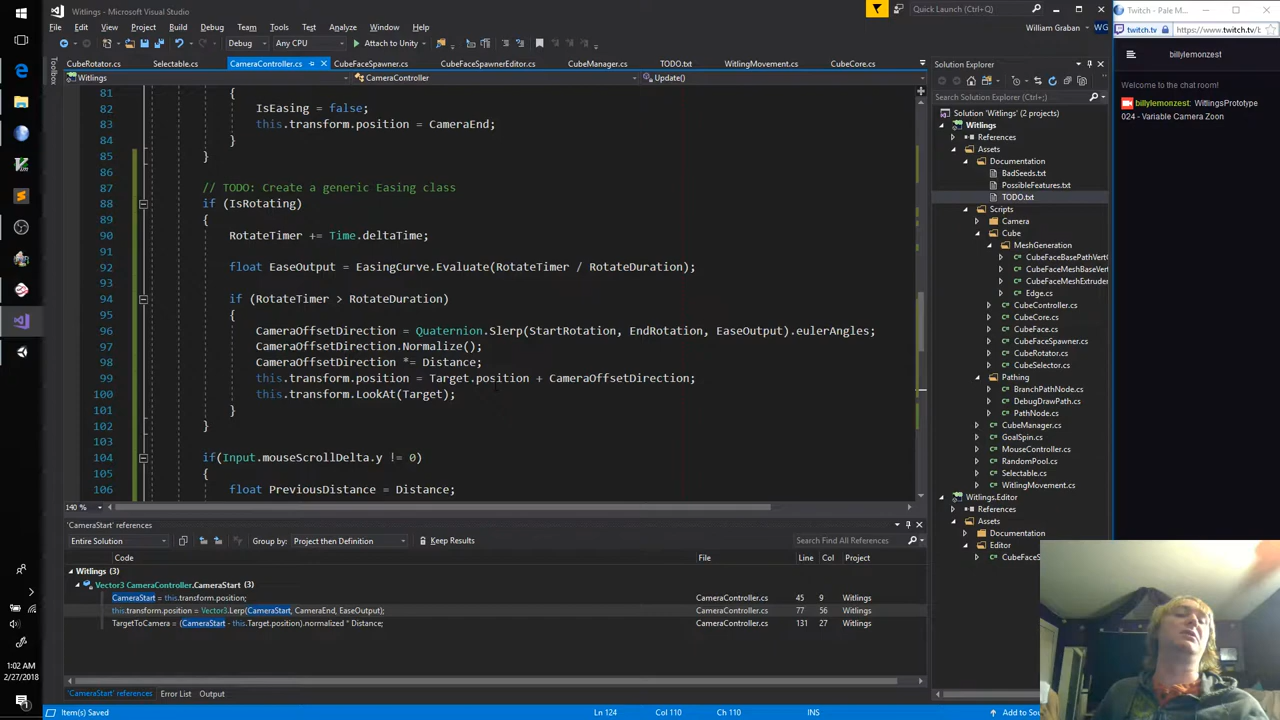 Witlings - Microsoft Visual Studio
Quick Launch (Ctrl+Q)
File Edit View Project Build Debug Team Tools Test Analyze Window Help
William Graban WG
Debug Any CPU Attach to Unity
CubeRotator.cs Selectable.cs CameraController.cs CubeFaceSpawner.cs CubeFaceSpawnerEditor.cs CubeManager.cs TODO.txt WitlingMovement.cs CubeCore.cs
Witlings CameraController Update()
Toolbox
81 {
82 IsEasing = false;
83 this.transform.position = CameraEnd;
84 }
85 }
86
87 // TODO: Create a generic Easing class
88 if (IsRotating)
89 {
90 RotateTimer += Time.deltaTime;
91
92 float EaseOutput = EasingCurve.Evaluate(RotateTimer / RotateDuration);
93
94 if (RotateTimer > RotateDuration)
95 {
96 CameraOffsetDirection = Quaternion.Slerp(StartRotation, EndRotation, EaseOutput).eulerAngles;
97 CameraOffsetDirection.Normalize();
98 CameraOffsetDirection *= Distance;
99 this.transform.position = Target.position + CameraOffsetDirection;
100 this.transform.LookAt(Target);
101 }
102 }
103
104 if(Input.mouseScrollDelta.y != 0)
105 {
106 float PreviousDistance = Distance;
140 %
'CameraStart' references
Entire Solution Group by: Project then Definition Keep Results Search Find All References
Code File Line Col Project
Witlings (3)
Vector3 CameraController.CameraStart (3)
CameraStart = this.transform.position; CameraController.cs 45 9 Witlings
this.transform.position = Vector3.Lerp(CameraStart, CameraEnd, EaseOutput); CameraController.cs 77 56 Witlings
TargetToCamera = (CameraStart - this.Target.position).normalized * Distance; CameraController.cs 131 27 Witlings
'CameraStart' references Error List Output
Item(s) Saved Ln 124 Col 110 Ch 110 INS Add to Sou
Solution Explorer
Search Solution Explorer (Ctrl+;)
Solution 'Witlings' (2 projects)
Witlings
References
Assets
Documentation
BadSeeds.txt
PossibleFeatures.txt
TODO.txt
Scripts
Camera
Cube
MeshGeneration
CubeFaceBasePathVertC
CubeFaceMeshBaseVert
CubeFaceMeshExtruder
Edge.cs
CubeController.cs
CubeCore.cs
CubeFace.cs
CubeFaceSpawner.cs
CubeRotator.cs
CubeSelector.cs
Pathing
BranchPathNode.cs
DebugDrawPath.cs
PathNode.cs
CubeManager.cs
GoalSpin.cs
MouseController.cs
RandomPool.cs
Selectable.cs
WitlingMovement.cs
Witlings.Editor
References
Assets
Documentation
Editor
CubeFaceS
Twitch - Pale M...
twitch.tv
https://www.twitch.tv/b
billylemonzest
Welcome to the chat room!
billylemonzest: WitlingsPrototype
024 - Variable Camera Zoon
1:02 AM
2/27/2018